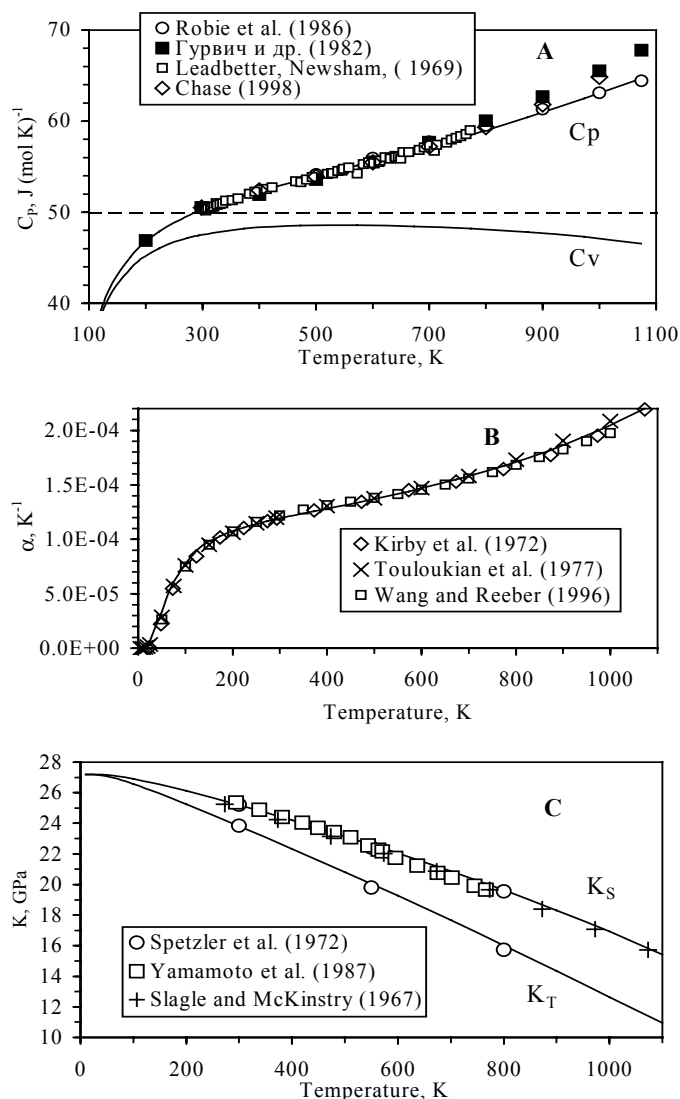 70
60
50
40
C_P, J (mol K)^-1
Robie et al. (1986)
Гурвич и др. (1982)
Leadbetter, Newsham, ( 1969)
Chase (1998)
A
Cp
Cv
100 300 500 700 900 1100
Temperature, K
2.0E-04
1.5E-04
1.0E-04
5.0E-05
0.0E+00
α, K^-1
B
Kirby et al. (1972)
Touloukian et al. (1977)
Wang and Reeber (1996)
0 200 400 600 800 1000
Temperature, K
28
26
24
22
20
18
16
14
12
10
K, GPa
C
K_S
K_T
Spetzler et al. (1972)
Yamamoto et al. (1987)
Slagle and McKinstry (1967)
0 200 400 600 800 1000
Temperature, K